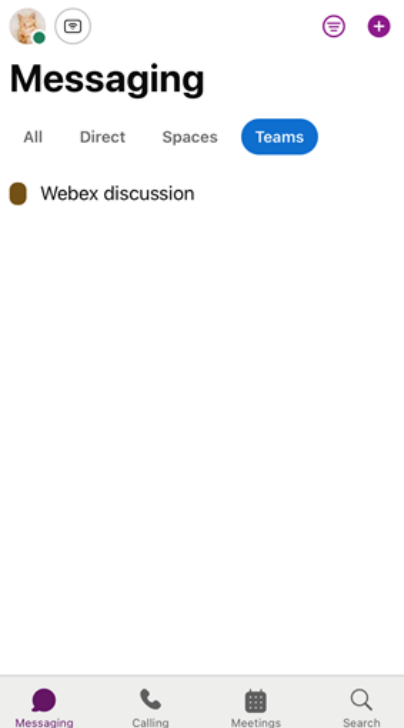 Messaging
All Direct Spaces Teams
Webex discussion
Messaging Calling Meetings Search